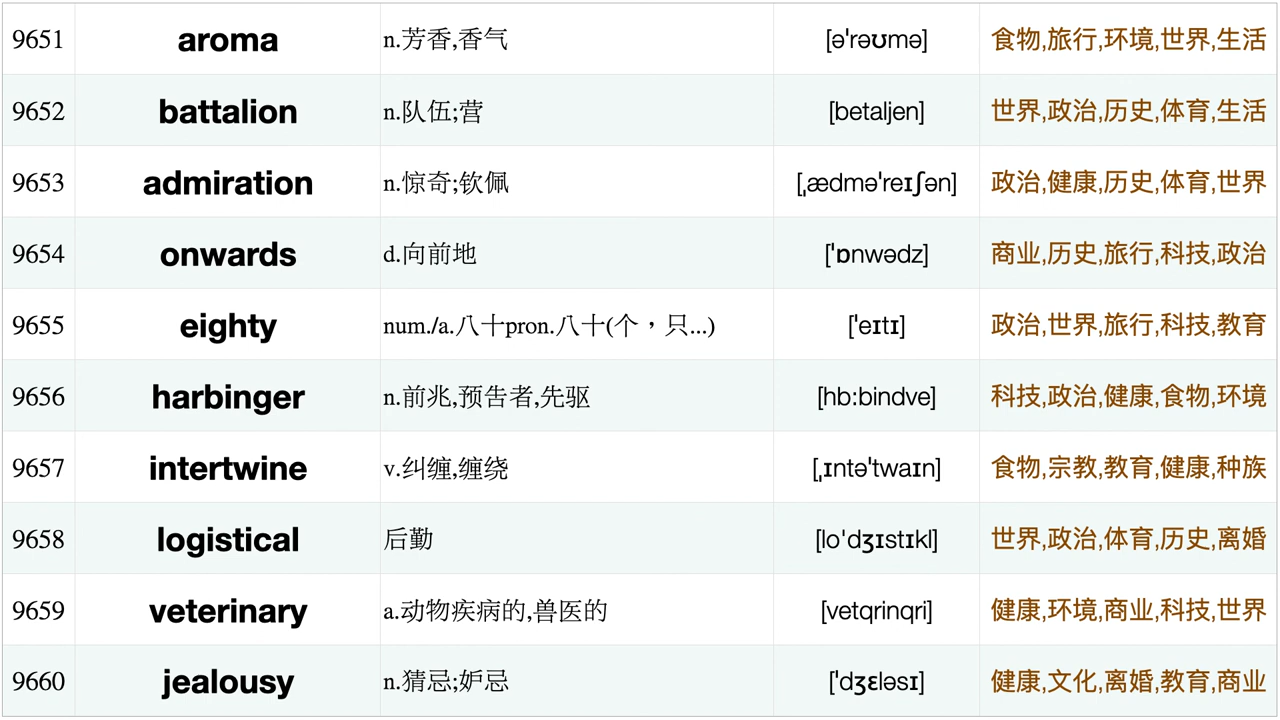 9651 aroma n.芳香,香气 [ə'rəʊmə] 食物,旅行,环境,世界,生活
9652 battalion n.队伍;营 [betaljen] 世界,政治,历史,体育,生活
9653 admiration n.惊奇;钦佩 [ˌædmə'reɪʃən] 政治,健康,历史,体育,世界
9654 onwards d.向前地 ['ɒnwədz] 商业,历史,旅行,科技,政治
9655 eighty num./a.八十pron.八十(个，只...) ['eɪtɪ] 政治,世界,旅行,科技,教育
9656 harbinger n.前兆,预告者,先驱 [hb:bindve] 科技,政治,健康,食物,环境
9657 intertwine v.纠缠,缠绕 [ˌɪntə'twaɪn] 食物,宗教,教育,健康,种族
9658 logistical 后勤 [lo'dʒɪstɪkl] 世界,政治,体育,历史,离婚
9659 veterinary a.动物疾病的,兽医的 [vetqrinqri] 健康,环境,商业,科技,世界
9660 jealousy n.猜忌;妒忌 ['dʒɛləsɪ] 健康,文化,离婚,教育,商业